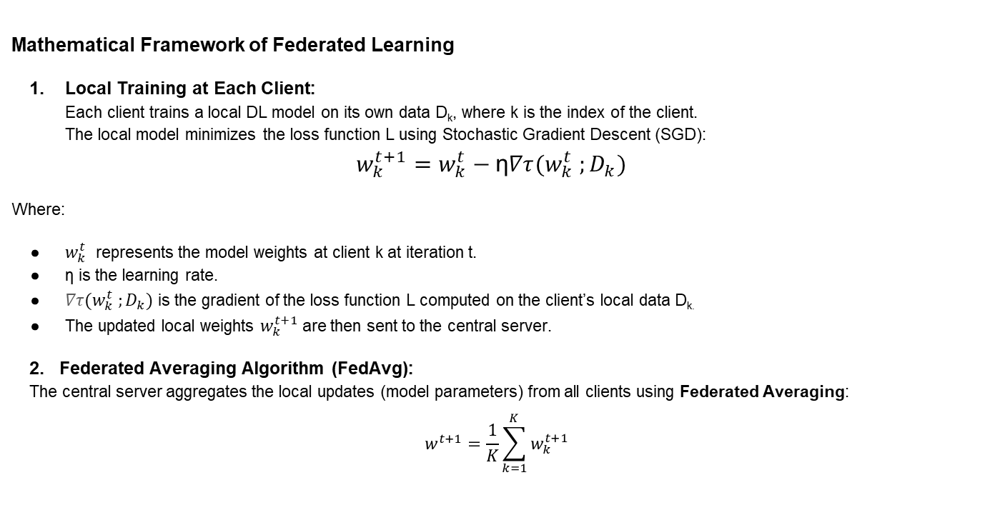 Mathematical Framework of Federated Learning
1. Local Training at Each Client:
Each client trains a local DL model on its own data Dₖ, where k is the index of the client.
The local model minimizes the loss function L using Stochastic Gradient Descent (SGD):
w_k^{t+1} = w_k^t − η∇τ(w_k^t ; D_k)
Where:
● w_k^t represents the model weights at client k at iteration t.
● η is the learning rate.
● ∇τ(w_k^t ; D_k) is the gradient of the loss function L computed on the client’s local data Dₖ.
● The updated local weights w_k^{t+1} are then sent to the central server.
2. Federated Averaging Algorithm (FedAvg):
The central server aggregates the local updates (model parameters) from all clients using Federated Averaging:
w^{t+1} = \frac{1}{K} \sum_{k=1}^{K} w_k^{t+1}